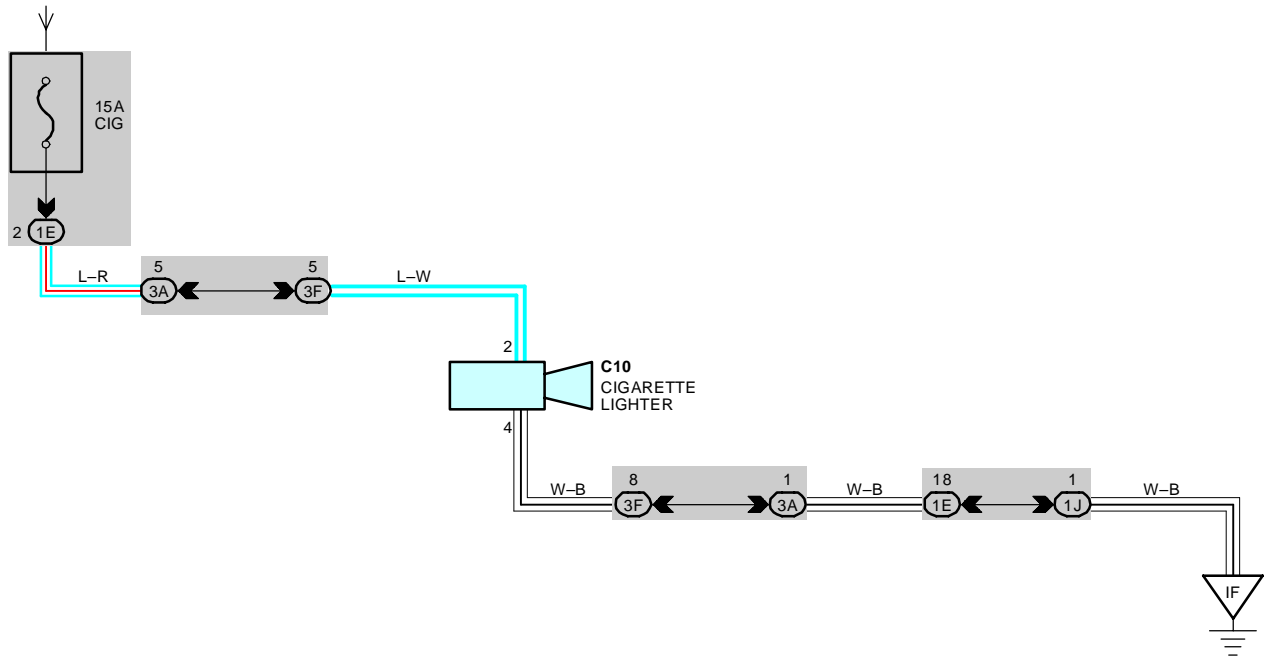 15A
CIG
2 1E
L–R
5
3A
5
3F
L–W
2
C10
CIGARETTE
LIGHTER
4
W–B
8
3F
1
3A
W–B
18
1E
1
1J
W–B
IF